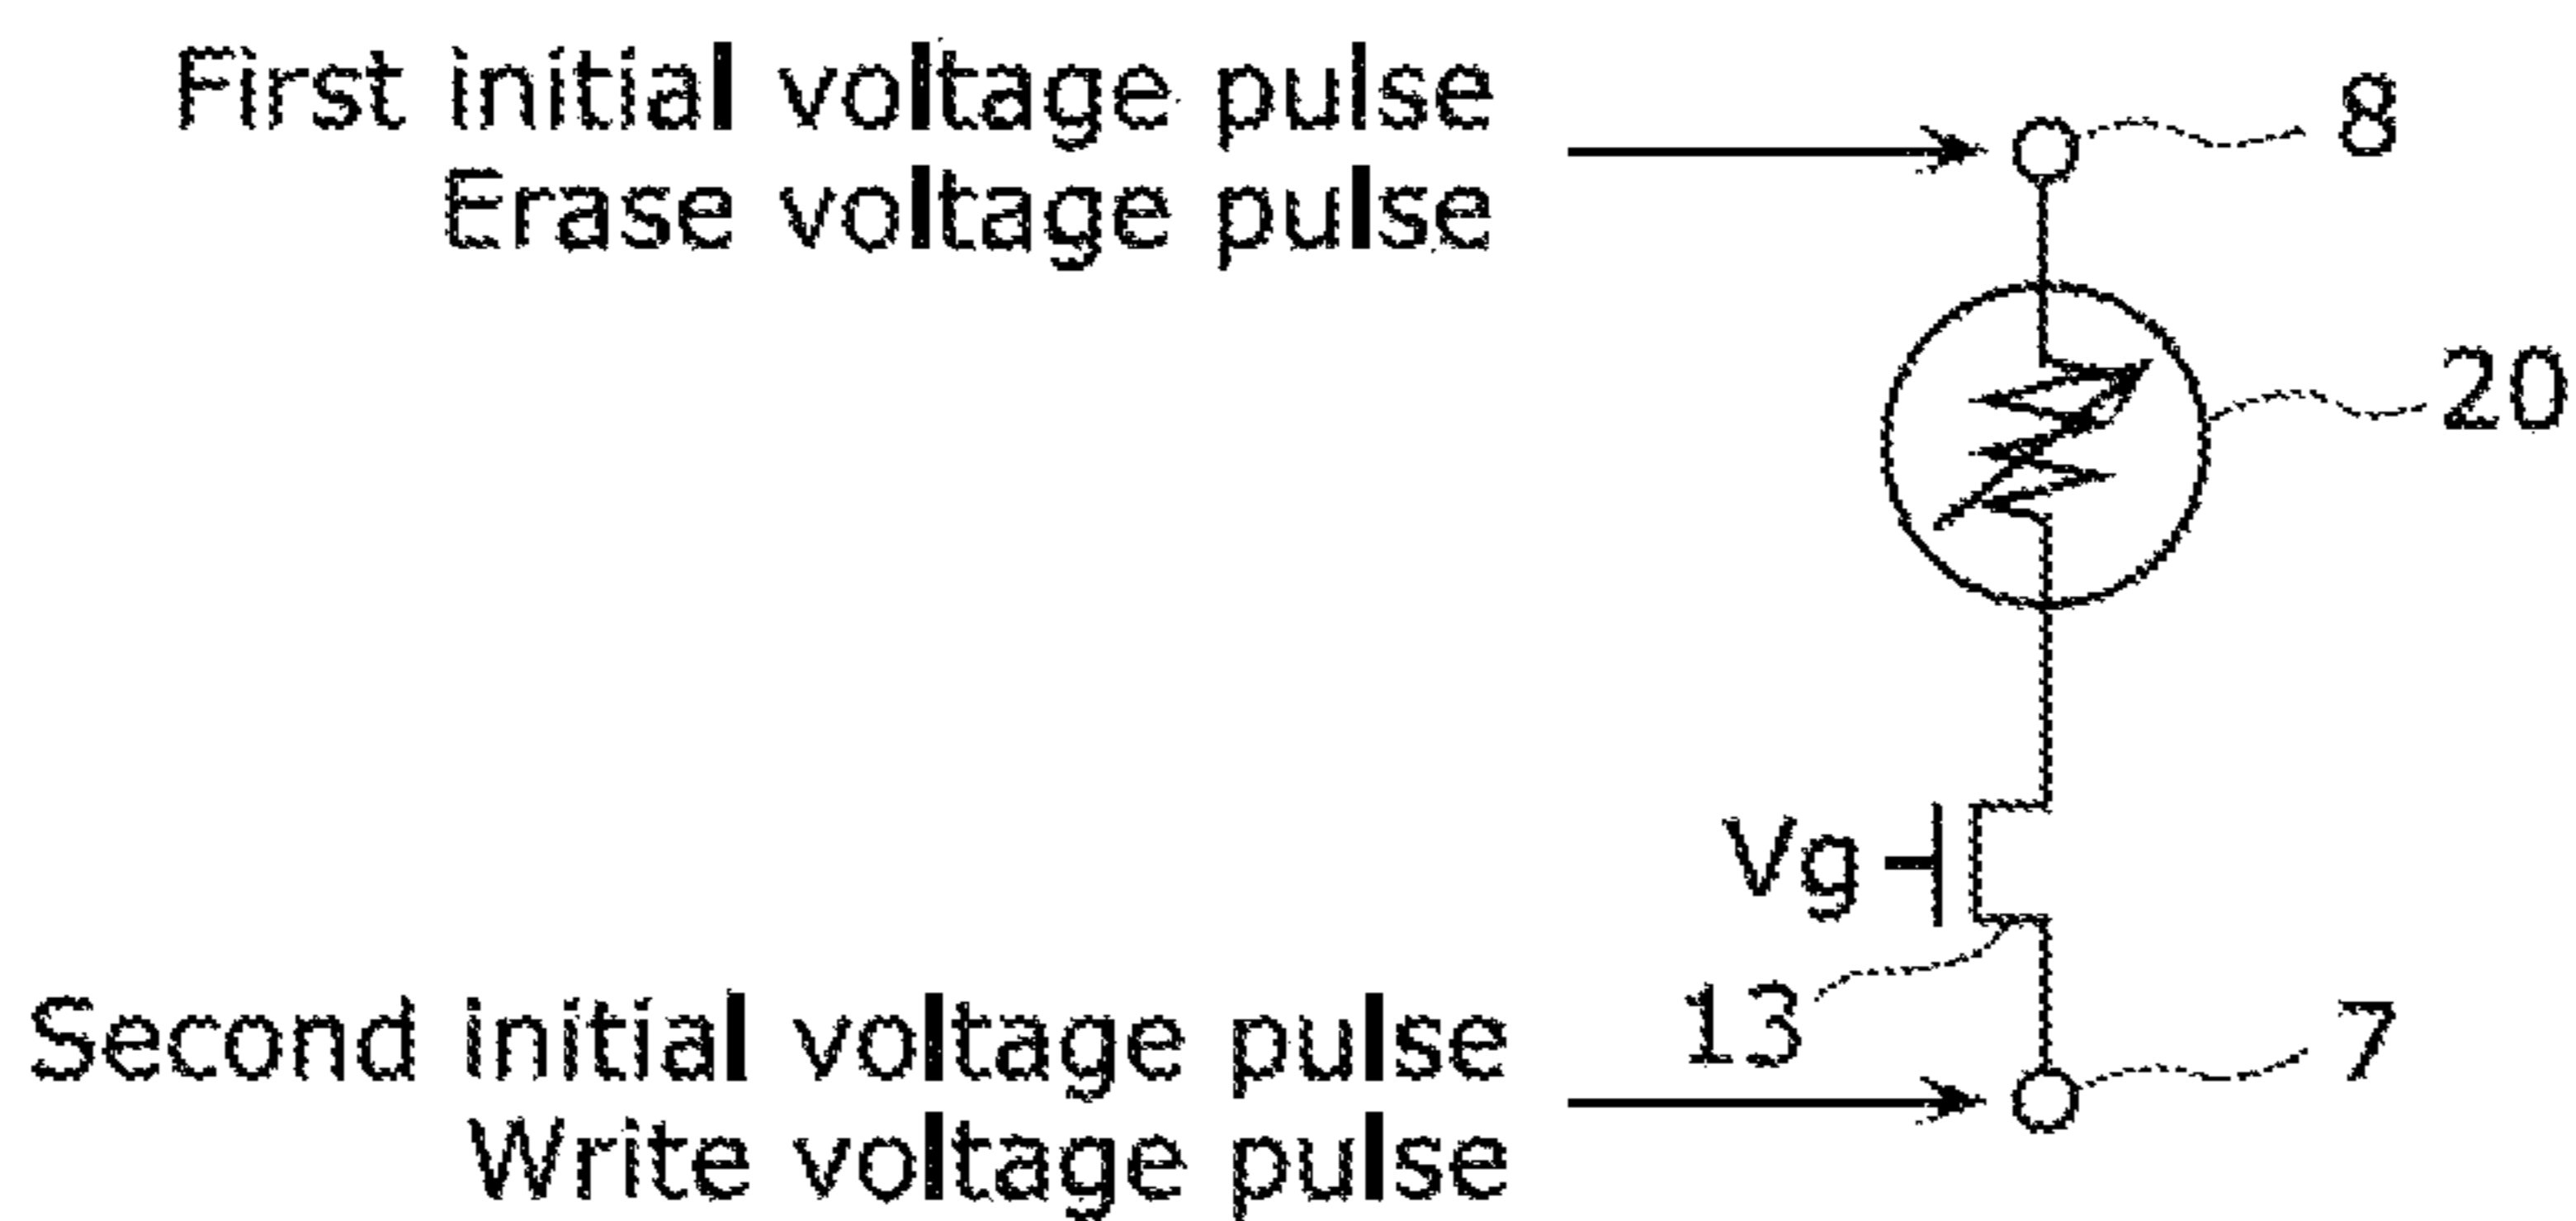 First initial voltage pulse
8
Erase voltage pulse
20
Vg
13
Second initial voltage pulse
7
Write voltage pulse